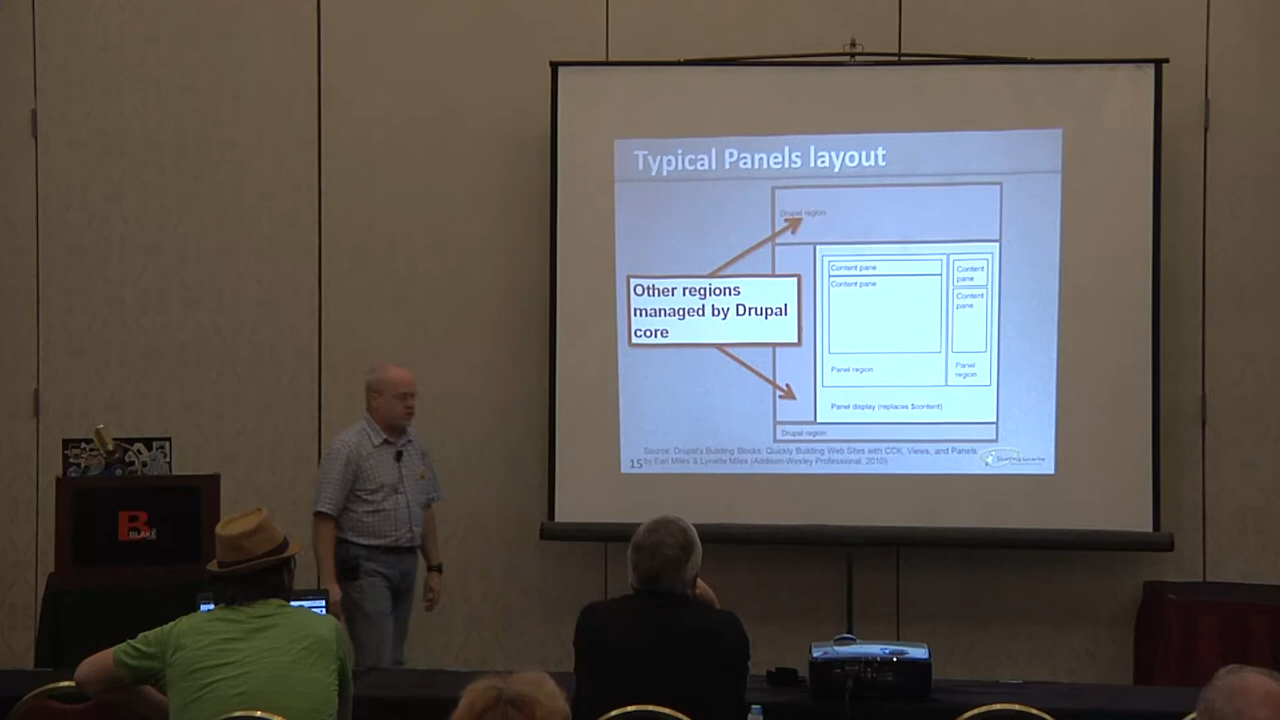 Typical Panels layout
Drupal region
Other regions
managed by Drupal
core
Content pane
Content pane
Content
pane
Content
pane
Panel region
Panel
region
Panel display (replaces $content)
Drupal region
15
Source: Drupal's Building Blocks: Quickly Building Web Sites with CCK, Views, and Panels
by Earl Miles & Lynette Miles (Addison-Wesley Professional, 2010)
B
BLAKE